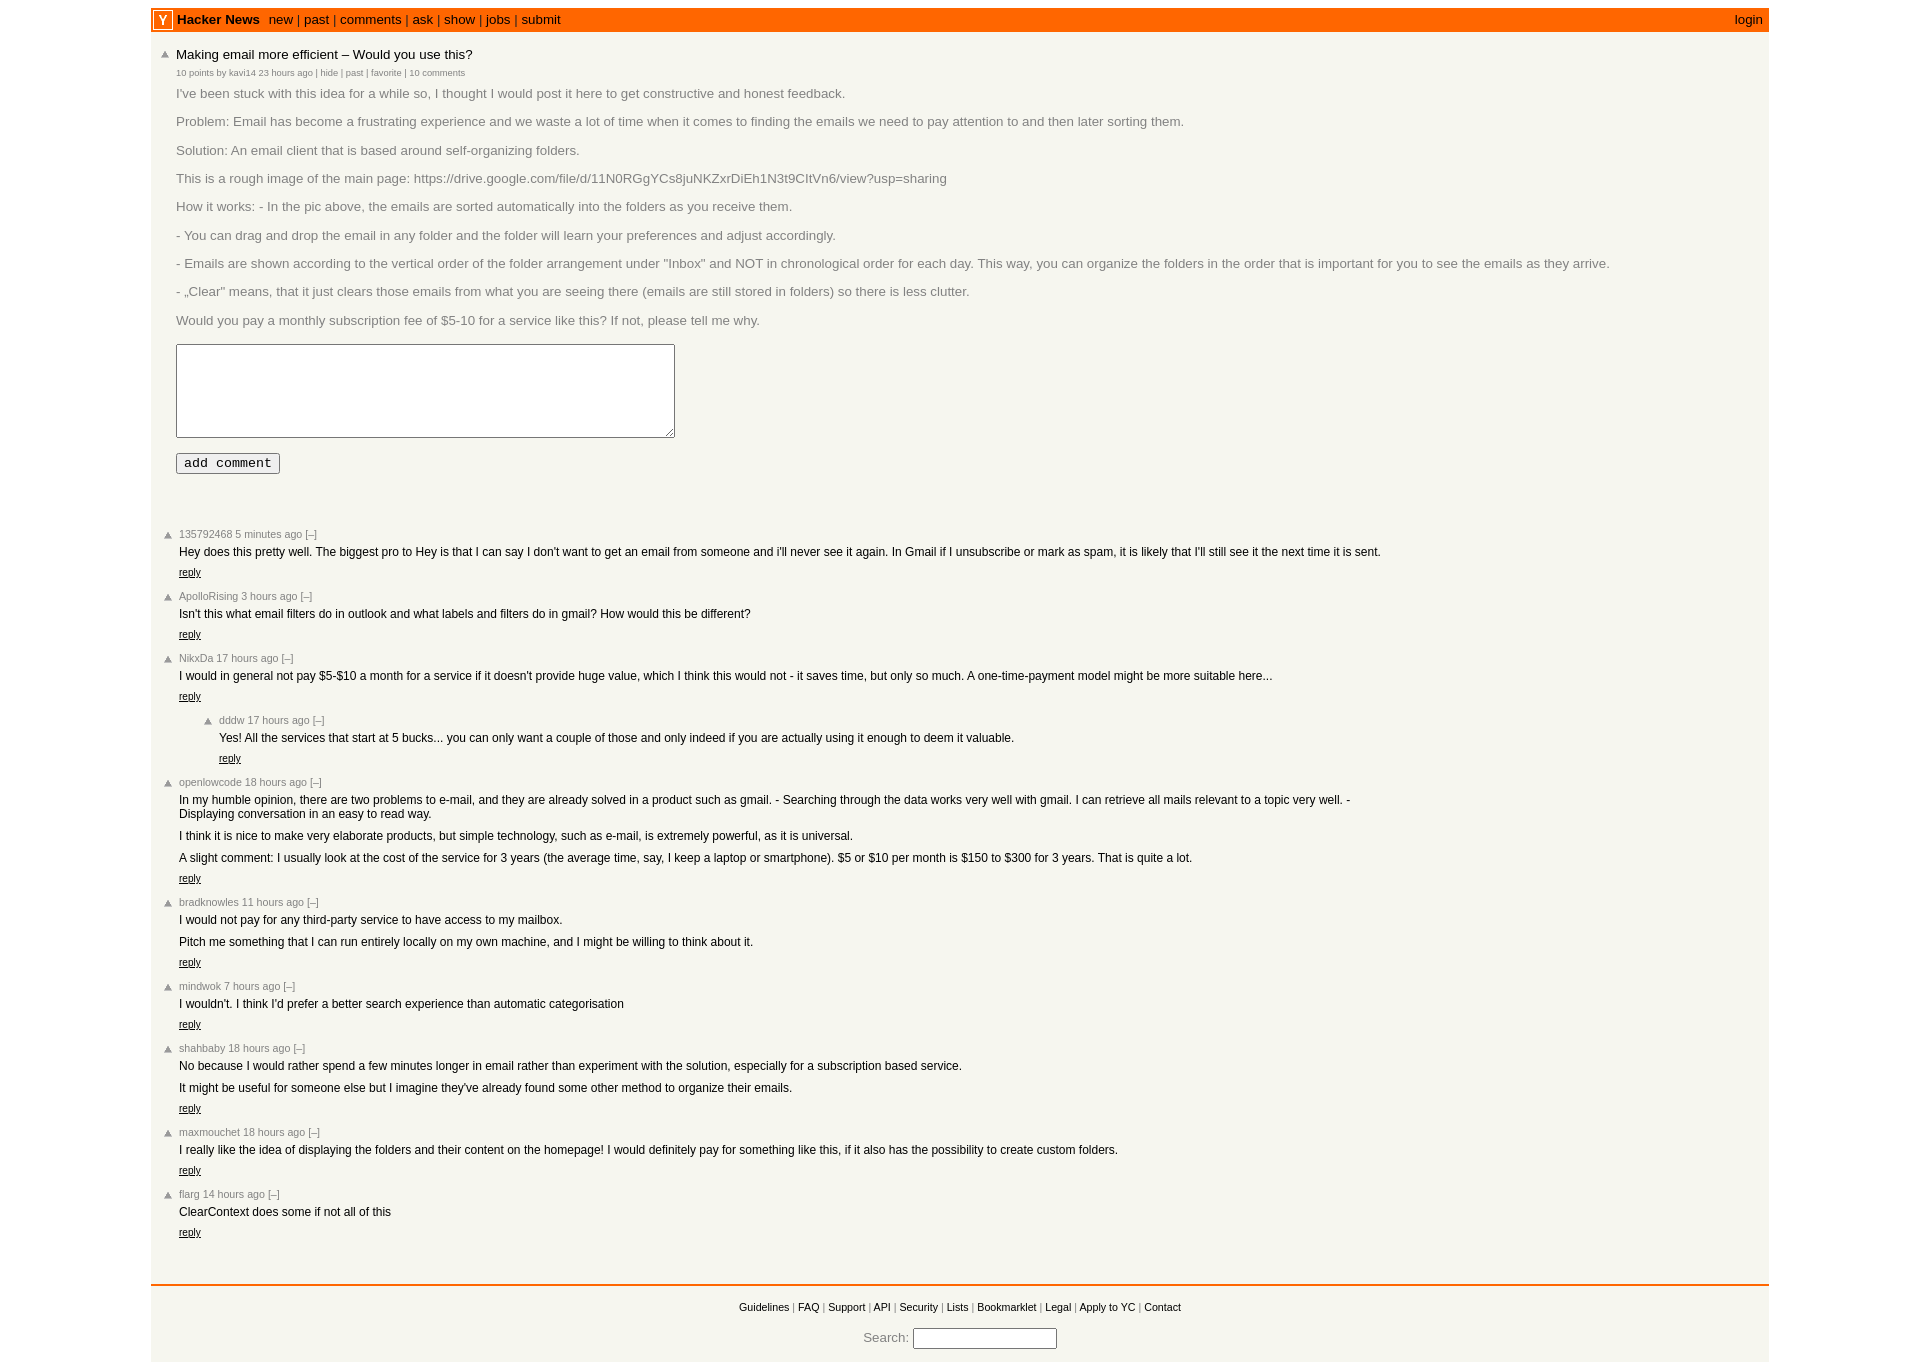 Y Hacker News new | past | comments | ask | show | jobs | submit login
Making email more efficient – Would you use this?
10 points by kavi14 23 hours ago | hide | past | favorite | 10 comments
I've been stuck with this idea for a while so, I thought I would post it here to get constructive and honest feedback.
Problem: Email has become a frustrating experience and we waste a lot of time when it comes to finding the emails we need to pay attention to and then later sorting them.
Solution: An email client that is based around self-organizing folders.
This is a rough image of the main page: https://drive.google.com/file/d/11N0RGgYCs8juNKZxrDiEh1N3t9CItVn6/view?usp=sharing
How it works: - In the pic above, the emails are sorted automatically into the folders as you receive them.
- You can drag and drop the email in any folder and the folder will learn your preferences and adjust accordingly.
- Emails are shown according to the vertical order of the folder arrangement under "Inbox" and NOT in chronological order for each day. This way, you can organize the folders in the order that is important for you to see the emails as they arrive.
- „Clear" means, that it just clears those emails from what you are seeing there (emails are still stored in folders) so there is less clutter.
Would you pay a monthly subscription fee of $5-10 for a service like this? If not, please tell me why.
add comment
135792468 5 minutes ago [–]
Hey does this pretty well. The biggest pro to Hey is that I can say I don't want to get an email from someone and i'll never see it again. In Gmail if I unsubscribe or mark as spam, it is likely that I'll still see it the next time it is sent.
reply
ApolloRising 3 hours ago [–]
Isn't this what email filters do in outlook and what labels and filters do in gmail? How would this be different?
reply
NikxDa 17 hours ago [–]
I would in general not pay $5-$10 a month for a service if it doesn't provide huge value, which I think this would not - it saves time, but only so much. A one-time-payment model might be more suitable here...
reply
dddw 17 hours ago [–]
Yes! All the services that start at 5 bucks... you can only want a couple of those and only indeed if you are actually using it enough to deem it valuable.
reply
openlowcode 18 hours ago [–]
In my humble opinion, there are two problems to e-mail, and they are already solved in a product such as gmail. - Searching through the data works very well with gmail. I can retrieve all mails relevant to a topic very well. -
Displaying conversation in an easy to read way.
I think it is nice to make very elaborate products, but simple technology, such as e-mail, is extremely powerful, as it is universal.
A slight comment: I usually look at the cost of the service for 3 years (the average time, say, I keep a laptop or smartphone). $5 or $10 per month is $150 to $300 for 3 years. That is quite a lot.
reply
bradknowles 11 hours ago [–]
I would not pay for any third-party service to have access to my mailbox.
Pitch me something that I can run entirely locally on my own machine, and I might be willing to think about it.
reply
mindwok 7 hours ago [–]
I wouldn't. I think I'd prefer a better search experience than automatic categorisation
reply
shahbaby 18 hours ago [–]
No because I would rather spend a few minutes longer in email rather than experiment with the solution, especially for a subscription based service.
It might be useful for someone else but I imagine they've already found some other method to organize their emails.
reply
maxmouchet 18 hours ago [–]
I really like the idea of displaying the folders and their content on the homepage! I would definitely pay for something like this, if it also has the possibility to create custom folders.
reply
flarg 14 hours ago [–]
ClearContext does some if not all of this
reply
Guidelines | FAQ | Support | API | Security | Lists | Bookmarklet | Legal | Apply to YC | Contact
Search: